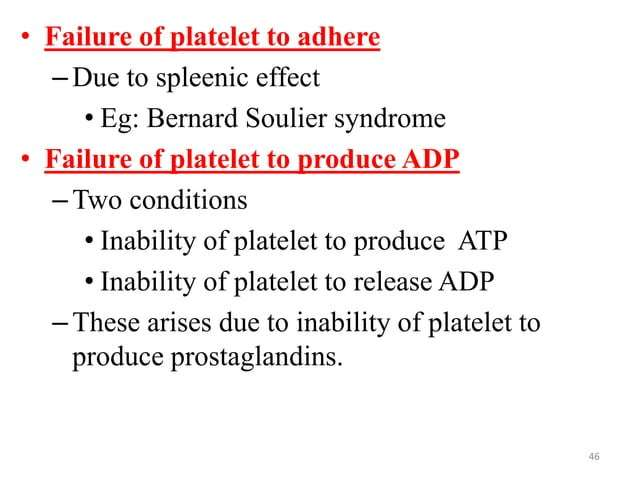 • Failure of platelet to adhere
– Due to spleenic effect
• Eg: Bernard Soulier syndrome
• Failure of platelet to produce ADP
– Two conditions
• Inability of platelet to produce ATP
• Inability of platelet to release ADP
– These arises due to inability of platelet to
produce prostaglandins.
46